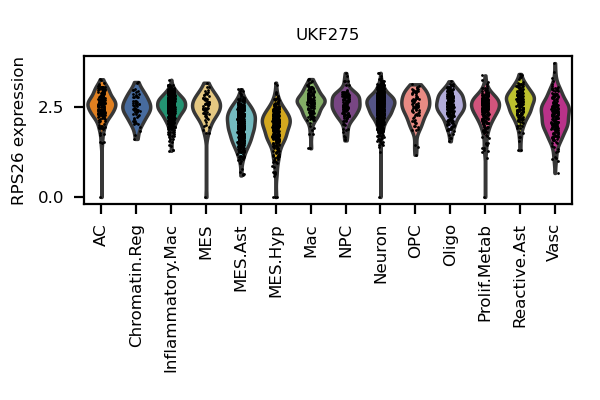 UKF275
RPS26 expression
2.5
0.0
AC
Chromatin.Reg
Inflammatory.Mac
MES
MES.Ast
MES.Hyp
Mac
NPC
Neuron
OPC
Oligo
Prolif.Metab
Reactive.Ast
Vasc